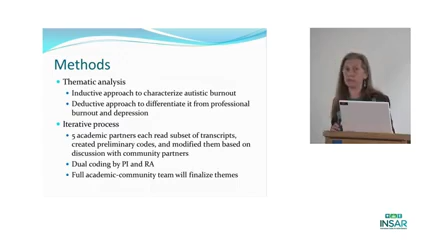 Methods
• Thematic analysis
• Inductive approach to characterize autistic burnout
• Deductive approach to differentiate it from professional
burnout and depression
• Iterative process
• 5 academic partners each read subset of transcripts,
created preliminary codes, and modified them based on
discussion with community partners
• Dual coding by PI and RA
• Full academic-community team will finalize themes
INSAR